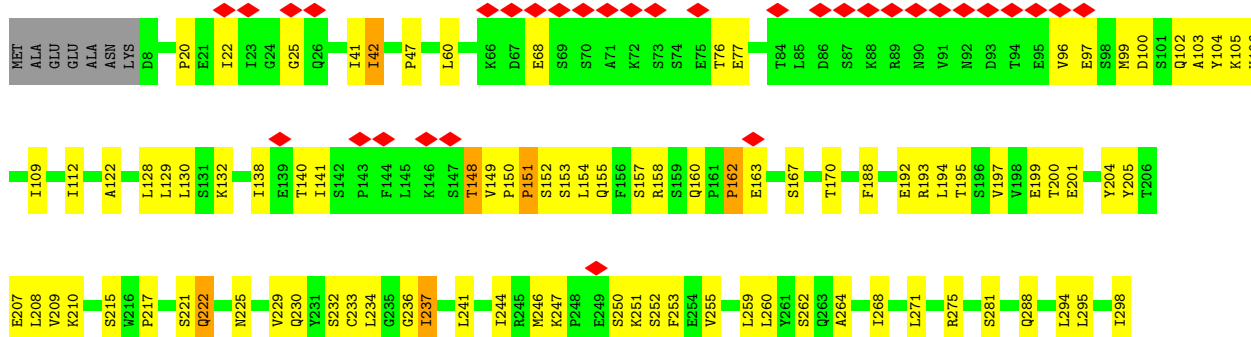 MET ALA GLU GLU ALA ASN LYS D8 P20 E21 I22 I23 G24 G25 Q26 I41 I42 P47 L60 K66 D67 E68 S69 S70 A71 K72 S73 S74 E75 T76 E77 T84 L85 D86 S87 K88 R89 N90 V91 N92 D93 T94 E95 V96 E97 S98 M99 D100 S101 Q102 A103 Y104 K105
I109 I112 A122 L128 L129 L130 S131 K132 I138 E139 T140 I141 S142 P143 F144 L145 K146 S147 T148 V149 P150 P151 S152 S153 L154 Q155 F156 S157 R158 S159 Q160 P161 P162 E163 S167 T170 F188 E192 R193 L194 T195 S196 V197 V198 E199 T200 E201 Y204 Y205 T206
E207 L208 V209 K210 S215 W216 P217 S221 Q222 N225 V229 Q230 Y231 S232 C233 L234 G235 G236 I237 L241 I244 R245 M246 K247 P248 E249 S250 K251 S252 F253 E254 V255 L259 L260 Y261 S262 Q263 A264 I268 L271 R275 S281 Q288 L294 L295 I298